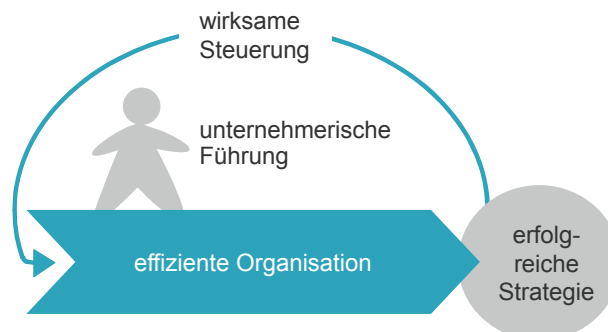 wirksame
Steuerung
unternehmerische
Führung
effiziente Organisation
erfolg-
reiche
Strategie